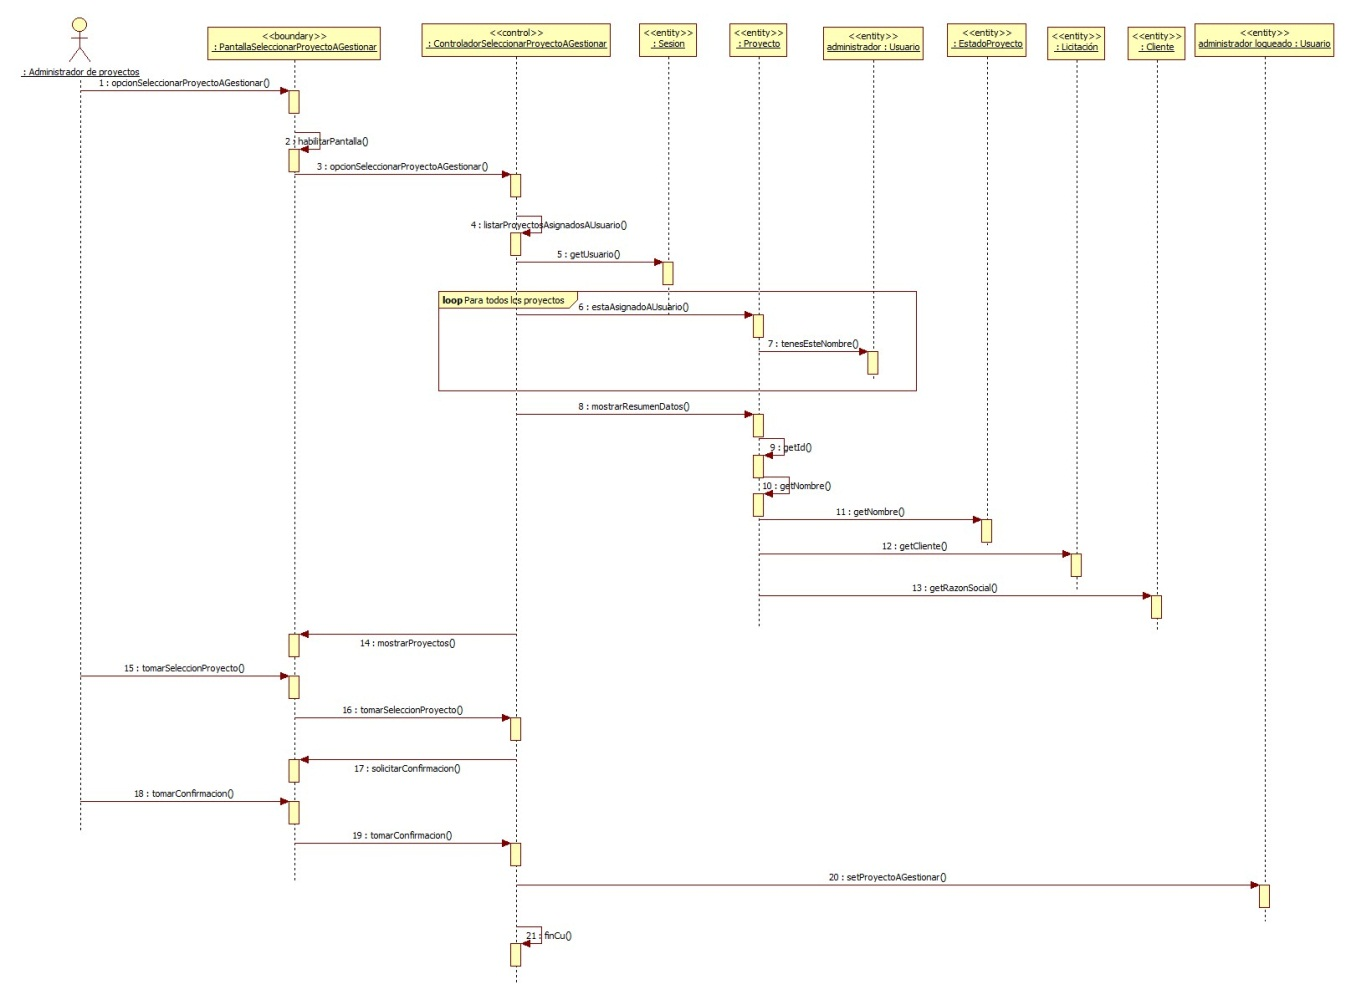 <<boundary>>
: PantallaSeleccionarProyectoAGestionar
<<control>>
: ControladorSeleccionarProyectoAGestionar
<<entity>>
: Sesion
<<entity>>
: Proyecto
<<entity>>
administrador : Usuario
<<entity>>
: EstadoProyecto
<<entity>>
: Licitación
<<entity>>
: Cliente
<<entity>>
administrador loqueado : Usuario
: Administrador de proyectos
1 : opcionSeleccionarProyectoAGestionar()
2 : habilitarPantalla()
3 : opcionSeleccionarProyectoAGestionar()
4 : listarProyectosAsignadosAUsuario()
5 : getUsuario()
loop Para todos los proyectos
6 : estaAsignadoAUsuario()
7 : tenesEsteNombre()
8 : mostrarResumenDatos()
9 : getId()
10 : getNombre()
11 : getNombre()
12 : getCliente()
13 : getRazonSocial()
14 : mostrarProyectos()
15 : tomarSeleccionProyecto()
16 : tomarSeleccionProyecto()
17 : solicitarConfirmacion()
18 : tomarConfirmacion()
19 : tomarConfirmacion()
20 : setProyectoAGestionar()
21 : finCu()